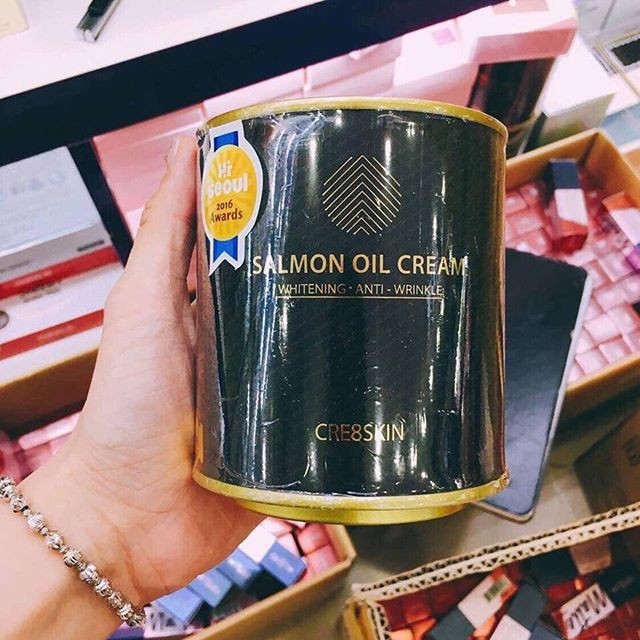 Hi
Seoul
2016
Awards
SALMON OIL CREAM
WHITENING · ANTI - WRINKLE
CRE8SKIN